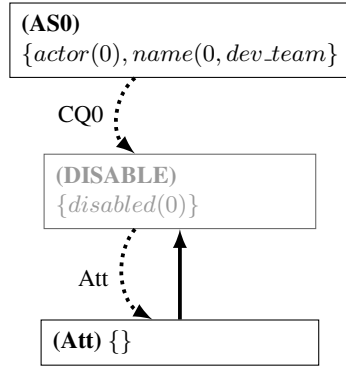 (AS0)
{actor(0), name(0, dev_team}
CQ0
(DISABLE)
{disabled(0)}
Att
(Att) {}